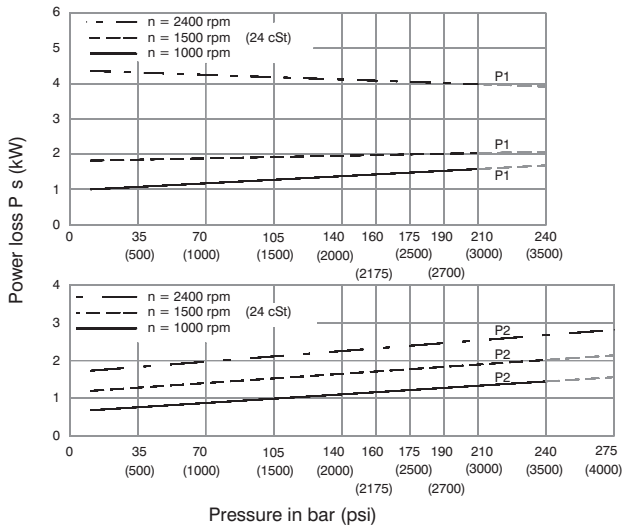 6
n = 2400 rpm
n = 1500 rpm (24 cSt)
5
n = 1000 rpm
P1
4
3
P1
2
P1
1
0
0 35 70 105 140 160 175 190 210 240
(500) (1000) (1500) (2000) (2500) (3000) (3500)
(2175) (2700)
Power loss P s (kW)
4
n = 2400 rpm
n = 1500 rpm (24 cSt)
n = 1000 rpm
3
P2
P2
2
P2
1
0
0 35 70 105 140 160 175 190 210 240 275
(500) (1000) (1500) (2000) (2500) (3000) (3500) (4000)
(2175) (2700)
Pressure in bar (psi)